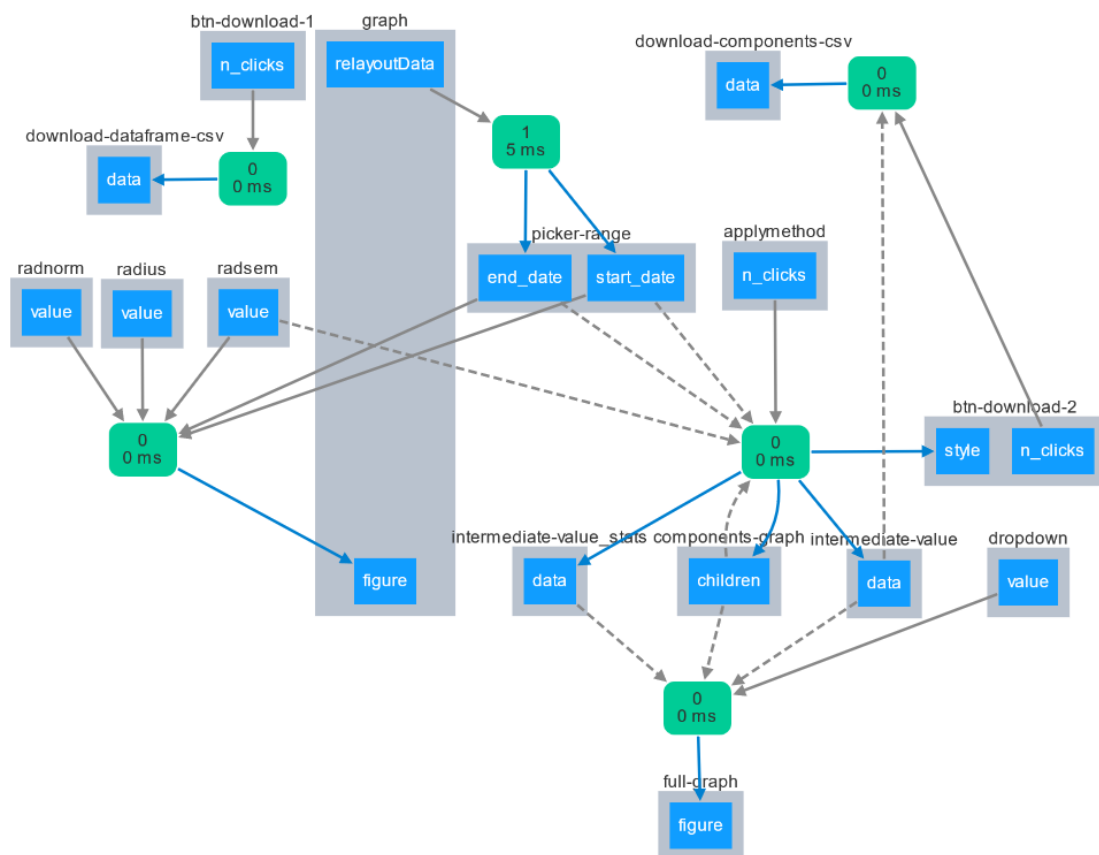 btn-download-1
graph
download-components-csv
n_clicks
relayoutData
data
0
0 ms
download-dataframe-csv
data
0
0 ms
1
5 ms
picker-range
applymethod
end_date
start_date
n_clicks
radnorm
radius
radsem
value
value
value
0
0 ms
0
0 ms
btn-download-2
style
n_clicks
intermediate-value_stats
components-graph
intermediate-value
dropdown
figure
data
children
data
value
0
0 ms
full-graph
figure